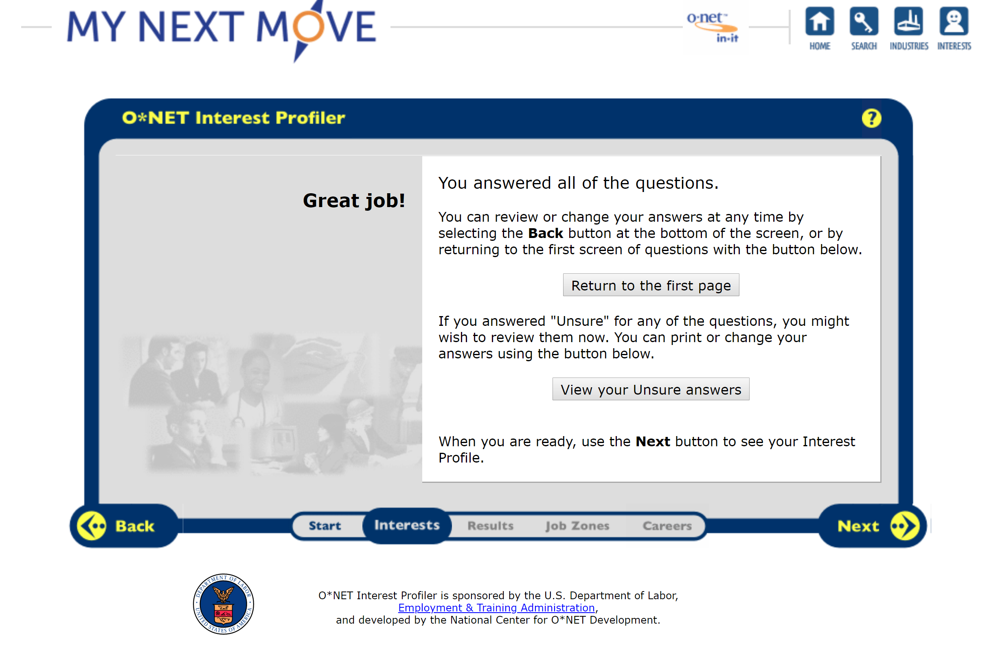 MY NEXT MOVE
o·net™
in·it
HOME
SEARCH
INDUSTRIES
INTERESTS
O*NET Interest Profiler
?
Great job!
You answered all of the questions.
You can review or change your answers at any time by
selecting the Back button at the bottom of the screen, or by
returning to the first screen of questions with the button below.
Return to the first page
If you answered "Unsure" for any of the questions, you might
wish to review them now. You can print or change your
answers using the button below.
View your Unsure answers
When you are ready, use the Next button to see your Interest
Profile.
Back
Start
Interests
Results
Job Zones
Careers
Next
DEPARTMENT OF LABOR
UNITED STATES OF AMERICA
O*NET Interest Profiler is sponsored by the U.S. Department of Labor,
Employment & Training Administration,
and developed by the National Center for O*NET Development.